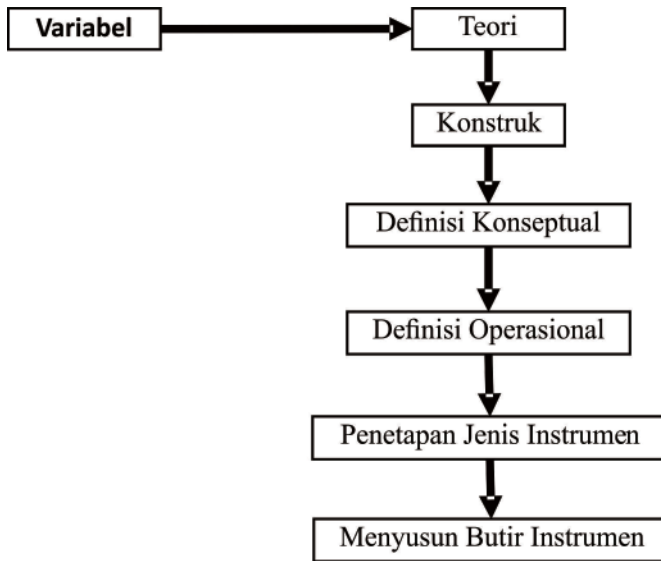 Variabel
Teori
Konstruk
Definisi Konseptual
Definisi Operasional
Penetapan Jenis Instrumen
Menyusun Butir Instrumen